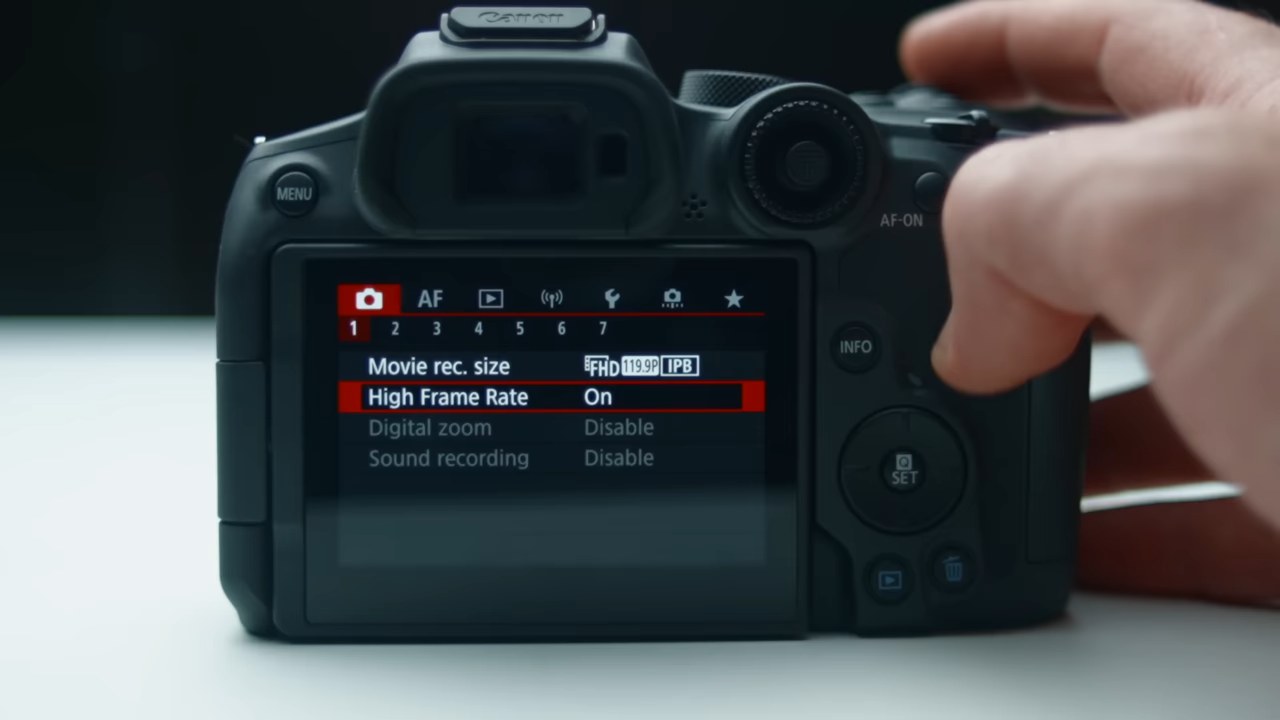 Canon
MENU
AF-ON
AF
1 2 3 4 5 6 7
Movie rec. size FHD 119.9P IPB
High Frame Rate On
Digital zoom Disable
Sound recording Disable
INFO
Q
SET